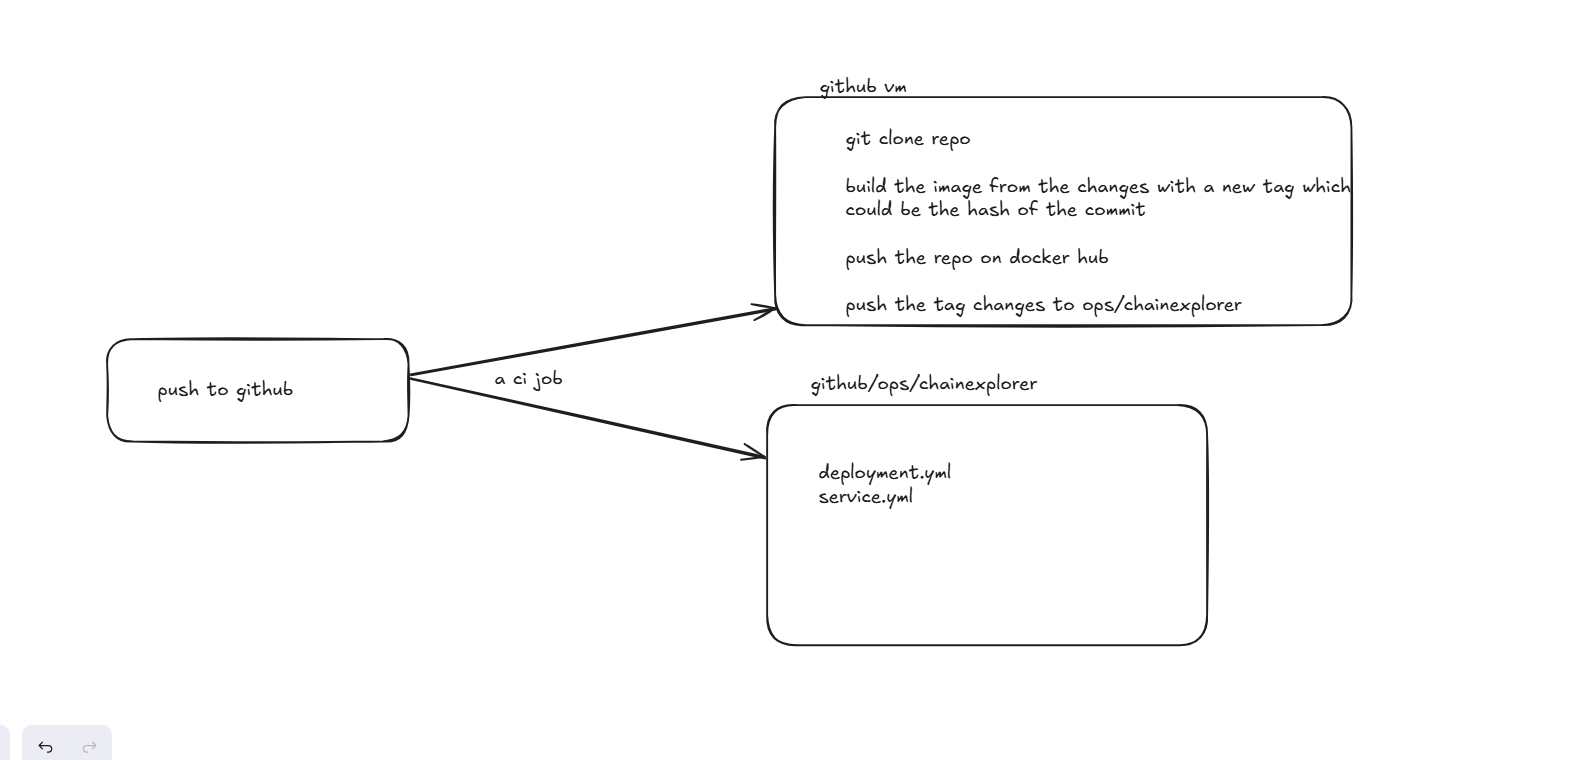 github vm
git clone repo
build the image from the changes with a new tag which
could be the hash of the commit
push the repo on docker hub
push the tag changes to ops/chainexplorer
push to github
a ci job
github/ops/chainexplorer
deployment.yml
service.yml